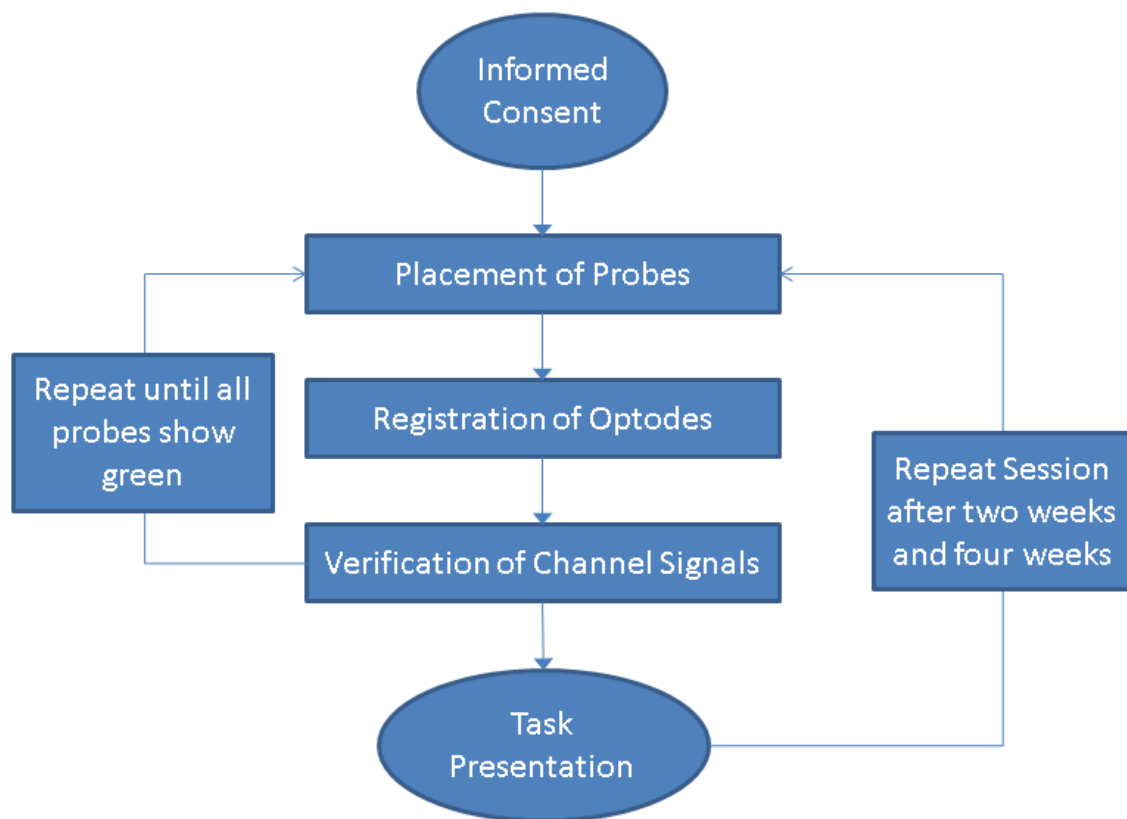 Informed
Consent
Placement of Probes
Repeat until all
probes show
green
Registration of Optodes
Repeat Session
after two weeks
and four weeks
Verification of Channel Signals
Task
Presentation